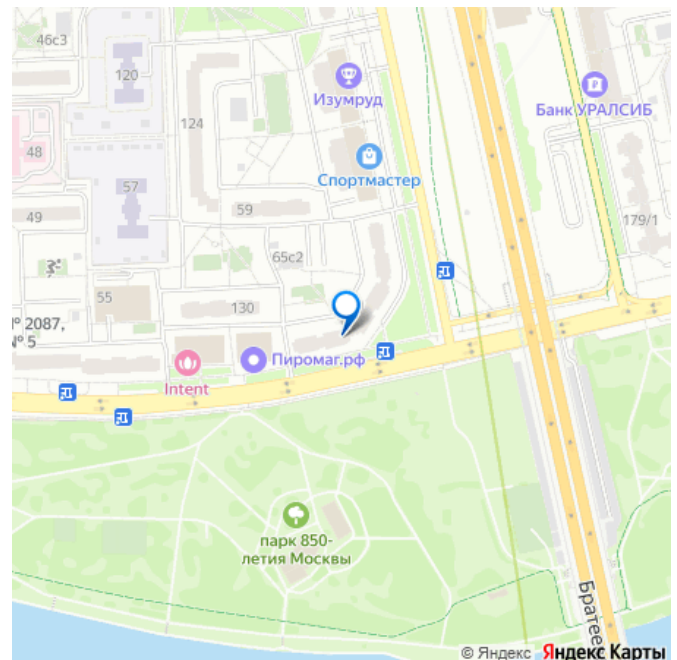 46с3
120
Изумруд
Банк УРАЛСИБ
124
48
Спортмастер
57
59
49
179/1
65с2
55
130
№ 2087,
№ 5
Пиромаг.рф
Intent
парк 850-
летия Москвы
Братее
© Яндекс Яндекс Карты